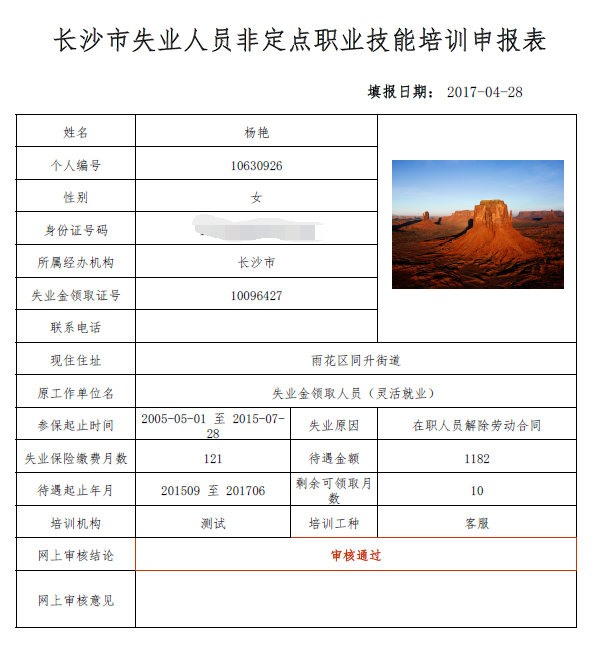 长沙市失业人员非定点职业技能培训申报表
填报日期： 2017-04-28
姓名 杨艳
个人编号 10630926
性别 女
身份证号码
所属经办机构 长沙市
失业金领取证号 10096427
联系电话
现住住址 雨花区同升街道
原工作单位名 失业金领取人员（灵活就业）
参保起止时间 2005-05-01 至 2015-07-
28 失业原因 在职人员解除劳动合同
失业保险缴费月数 121 待遇金额 1182
待遇起止年月 201509 至 201706 剩余可领取月
数 10
培训机构 测试 培训工种 客服
网上审核结论 审核通过
网上审核意见